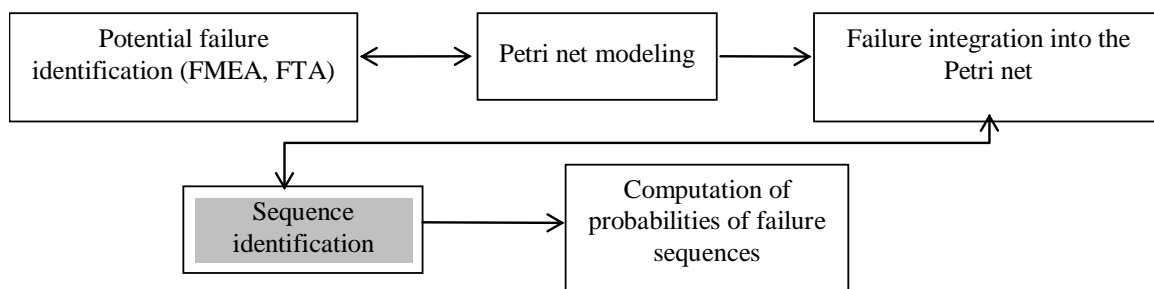 Potential failure
identification (FMEA, FTA)
Petri net modeling
Failure integration into the
Petri net
Sequence
identification
Computation of
probabilities of failure
sequences